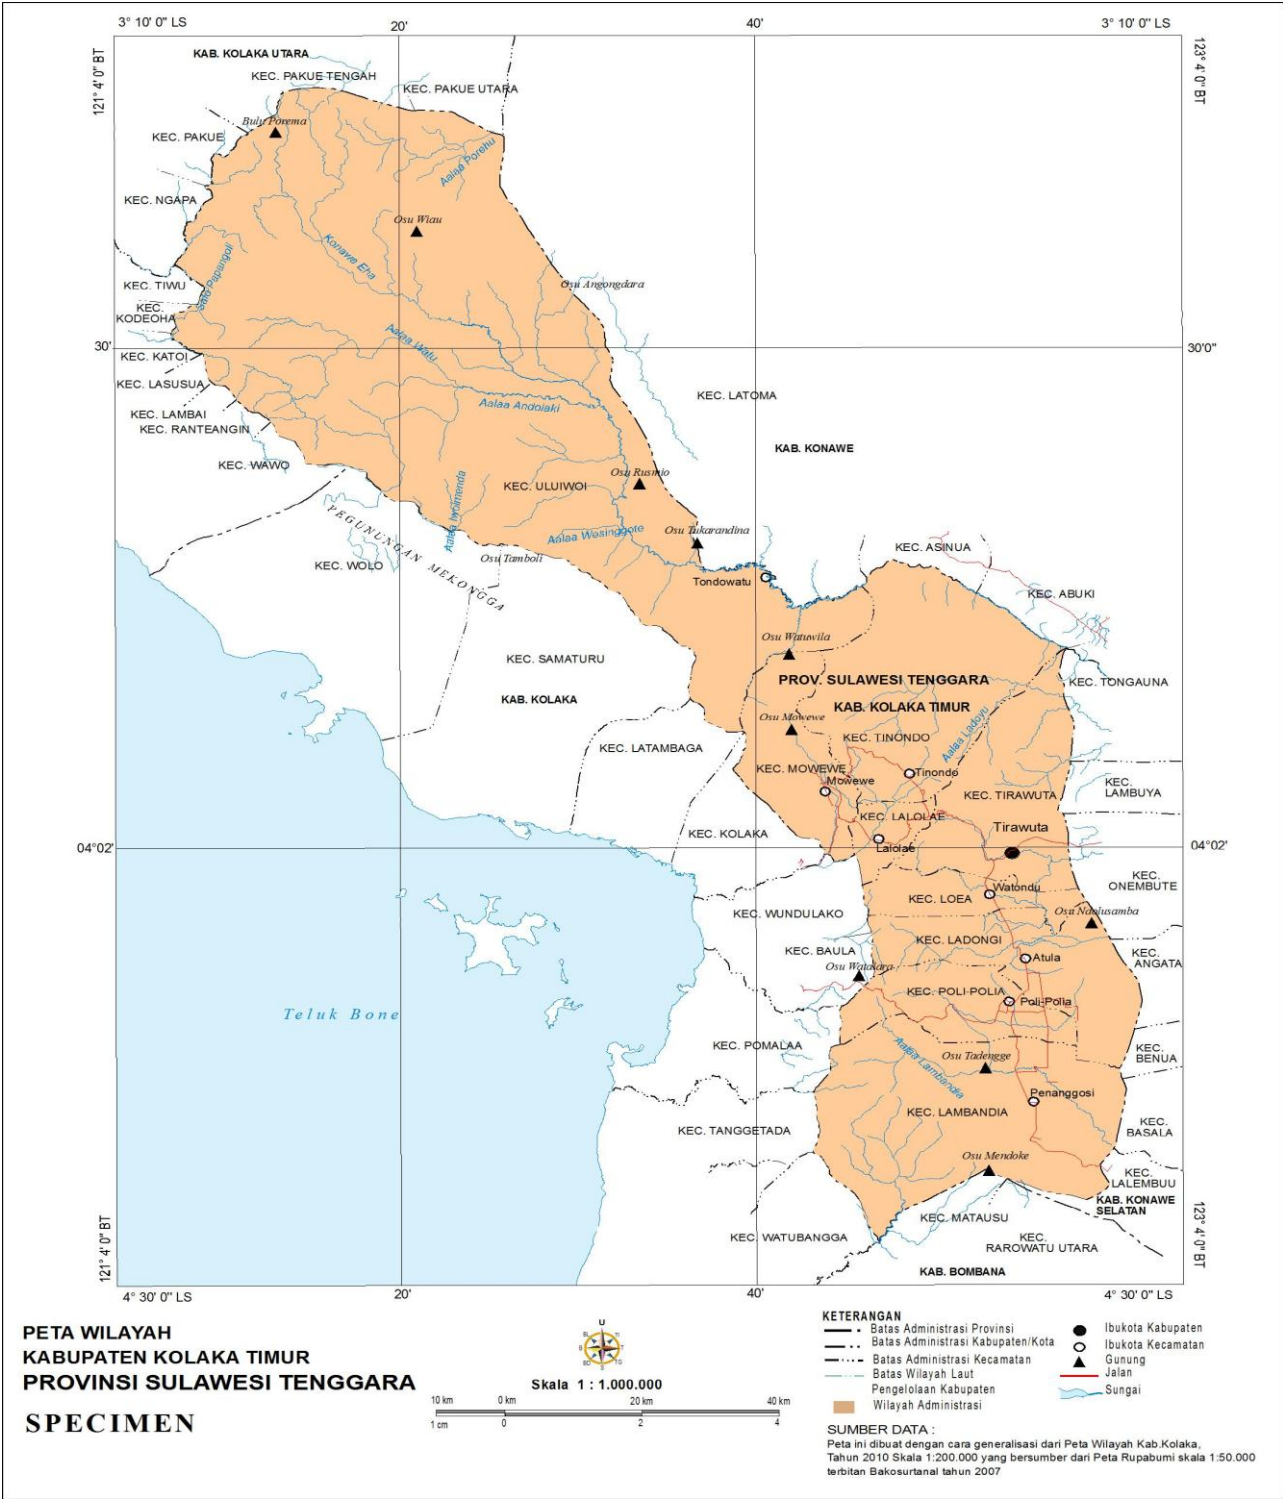 3° 10' 0" LS
20'
40'
3° 10' 0" LS
121° 4' 0" BT
123° 4' 0" BT
KAB. KOLAKA UTARA
KEC. PAKUE TENGAH
KEC. PAKUE UTARA
Bulu Porema
KEC. PAKUE
Aalaa Porehu
KEC. NGAPA
Osu Wiau
Konawe Eha
Salo Papangoli
KEC. TIWU
Osu Angongdara
KEC.
KODEOHA
Aalaa Watu
30'
30'0"
KEC. KATOI
KEC. LASUSUA
KEC. LATOMA
Aalaa Andolaki
KEC. LAMBAI
KEC. RANTEANGIN
KAB. KONAWE
KEC. WAWO
Osu Rusmio
KEC. ULUIWOI
PEGUNUNGAN MEKONGGA
Osu Tukarandina
Aalaa Wesinggote
KEC. ASINUA
Osu Tamboli
KEC. WOLO
Tondowatu
KEC. ABUKI
Osu Watuwila
KEC. SAMATURU
PROV. SULAWESI TENGGARA
KEC. TONGAUNA
KAB. KOLAKA
KAB. KOLAKA TIMUR
Osu Mowewe
Aalaa Ladoyu
KEC. TINONDO
KEC. LATAMBAGA
KEC. MOWEWE
Tinondo
Mowewe
KEC.
LAMBUYA
KEC. TIRAWUTA
KEC. LALOLAE
Tirawuta
KEC. KOLAKA
Lalolae
04°02'
04°02'
KEC.
ONEMBUTE
Watondu
KEC. LOEA
KEC. WUNDULAKO
Osu Ndolusamba
KEC. LADONGI
KEC. BAULA
KEC.
ANGATA
Atula
Osu Watalara
KEC. POLI-POLIA
Poli-Polia
Teluk Bone
KEC. POMALAA
Aalaa Lambandia
Osu Tadengge
KEC.
BENUA
Penanggosi
KEC. LAMBANDIA
KEC. TANGGETADA
KEC.
BASALA
Osu Mendoke
KEC.
LALEMBUU
KAB. KONAWE
SELATAN
KEC. MATAUSU
KEC. WATUBANGGA
KEC.
RAROWATU UTARA
KAB. BOMBANA
121° 4' 0" BT
123° 4' 0" BT
4° 30' 0" LS
20'
40'
4° 30' 0" LS
PETA WILAYAH
KABUPATEN KOLAKA TIMUR
PROVINSI SULAWESI TENGGARA
SPECIMEN
U
T
S
B
Skala 1 : 1.000.000
10 km
0 km
20 km
40 km
1 cm
0
2
4
KETERANGAN
Batas Administrasi Provinsi
Batas Administrasi Kabupaten/Kota
Batas Administrasi Kecamatan
Batas Wilayah Laut
Pengelolaan Kabupaten
Wilayah Administrasi
Ibukota Kabupaten
Ibukota Kecamatan
Gunung
Jalan
Sungai
SUMBER DATA :
Peta ini dibuat dengan cara generalisasi dari Peta Wilayah Kab.Kolaka,
Tahun 2010 Skala 1:200.000 yang bersumber dari Peta Rupabumi skala 1:50.000
terbitan Bakosurtanal tahun 2007